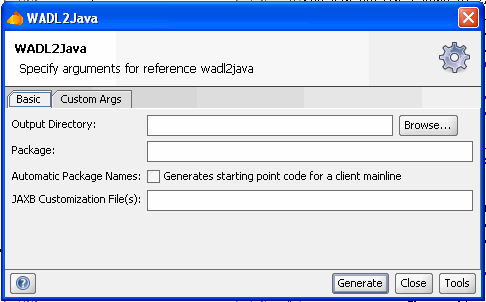 WADL2Java
WADL2Java
Specify arguments for reference wadl2java
Basic Custom Args
Output Directory: Browse...
Package:
Automatic Package Names: Generates starting point code for a client mainline
JAXB Customization File(s):
? Generate Close Tools